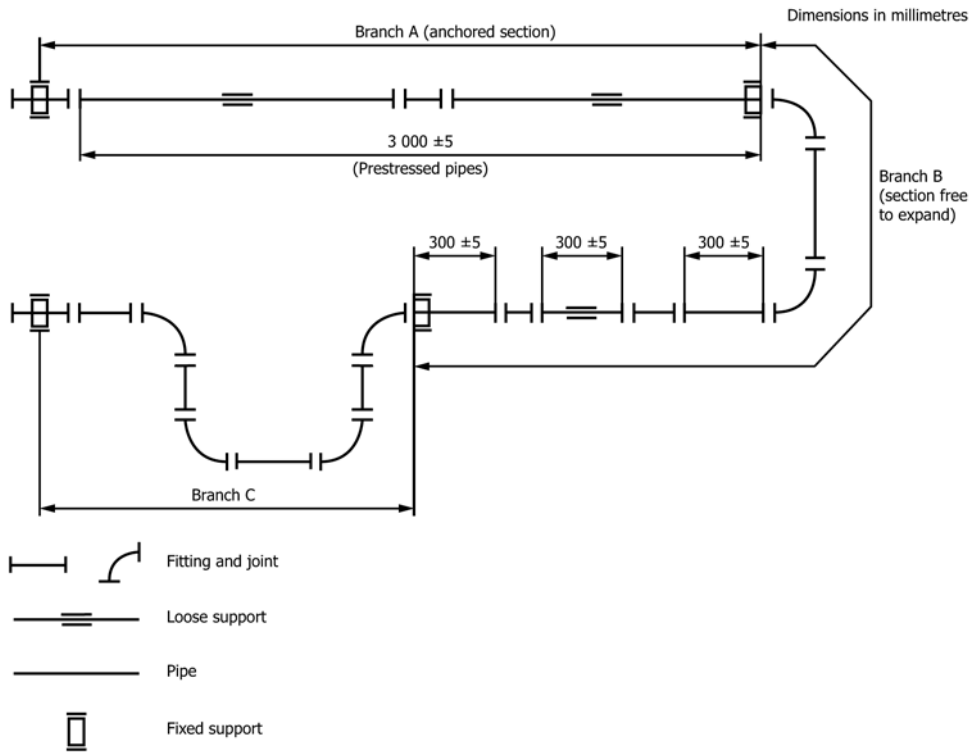 Dimensions in millimetres
Branch A (anchored section)
3 000 ±5
(Prestressed pipes)
Branch B
(section free
to expand)
300 ±5
300 ±5
300 ±5
Branch C
Fitting and joint
Loose support
Pipe
Fixed support